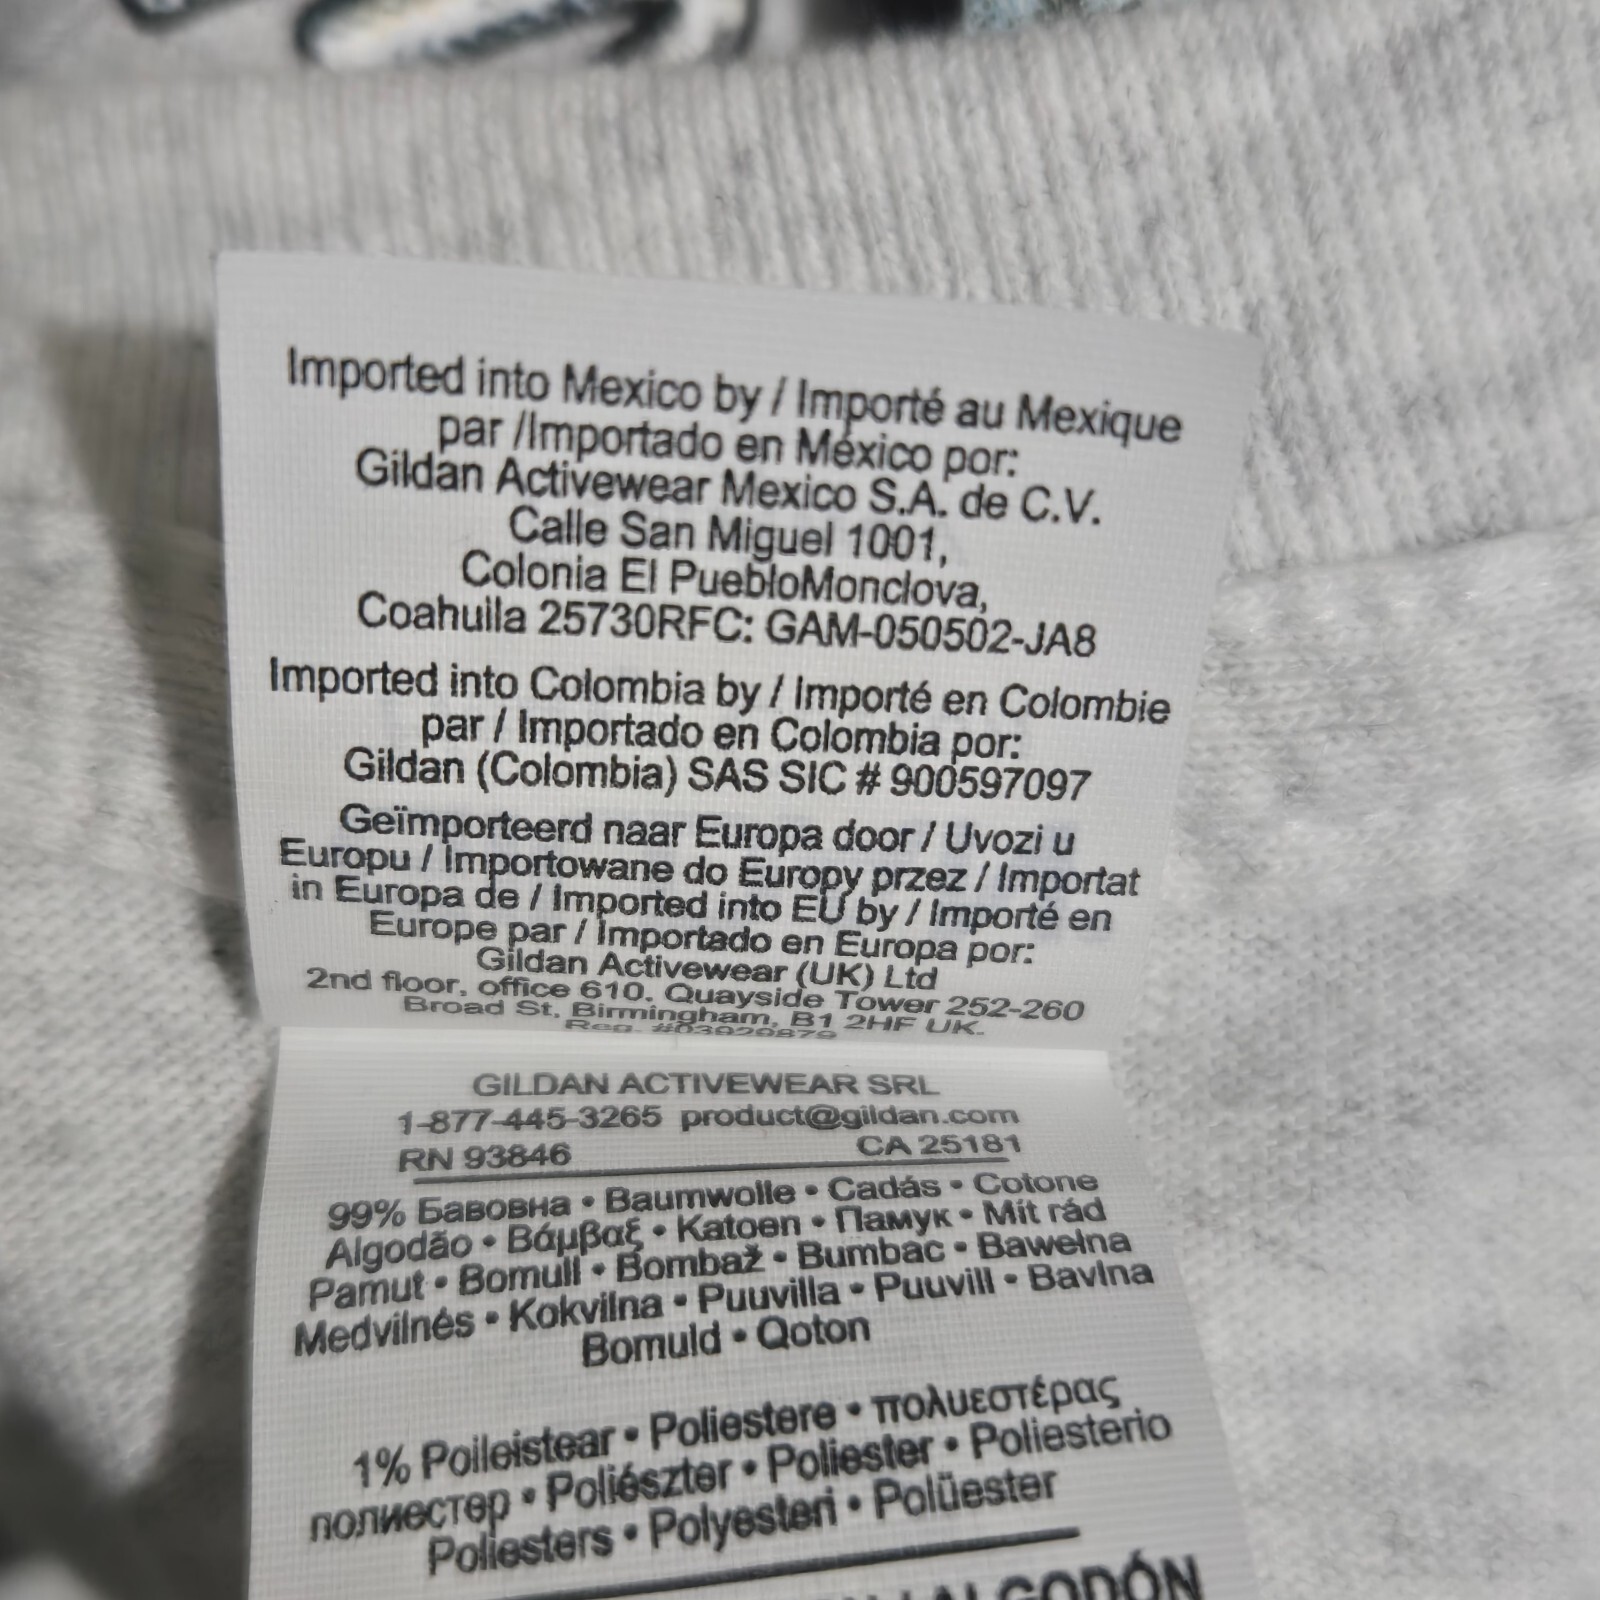 Imported into Mexico by / Importé au Mexique
par /Importado en México por:
Gildan Activewear Mexico S.A. de C.V.
Calle San Miguel 1001,
Colonia El PuebloMonclova,
Coahuila 25730RFC: GAM-050502-JA8
Imported into Colombia by / Importé en Colombie
par / Importado en Colombia por:
Gildan (Colombia) SAS SIC # 900597097
Geïmporteerd naar Europa door / Uvozi u
Europu / Importowane do Europy przez / Importat
in Europa de / Imported into EU by / Importé en
Europe par / Importado en Europa por:
Gildan Activewear (UK) Ltd
2nd floor, office 610, Quayside Tower 252-260
Broad St, Birmingham, B1 2HF UK.
Reg. #03929879
GILDAN ACTIVEWEAR SRL
1-877-445-3265 product@gildan.com
RN 93846 CA 25181
99% Бавовна • Baumwolle • Cadás • Cotone
Algodão • Βάμβαξ • Katoen • Памук • Mit rád
Pamut • Bomull • Bombaž • Bumbac • Bawełna
Medvilnės • Kokvilna • Puuvilla • Puuvill • Bavlna
Bomuld • Qoton
1% Poileistear • Poliestere • πολυεστέρας
полиестер • Poliészter • Poliester • Poliesterio
Poliesters • Polyesteri • Polüester
ALGODÓN